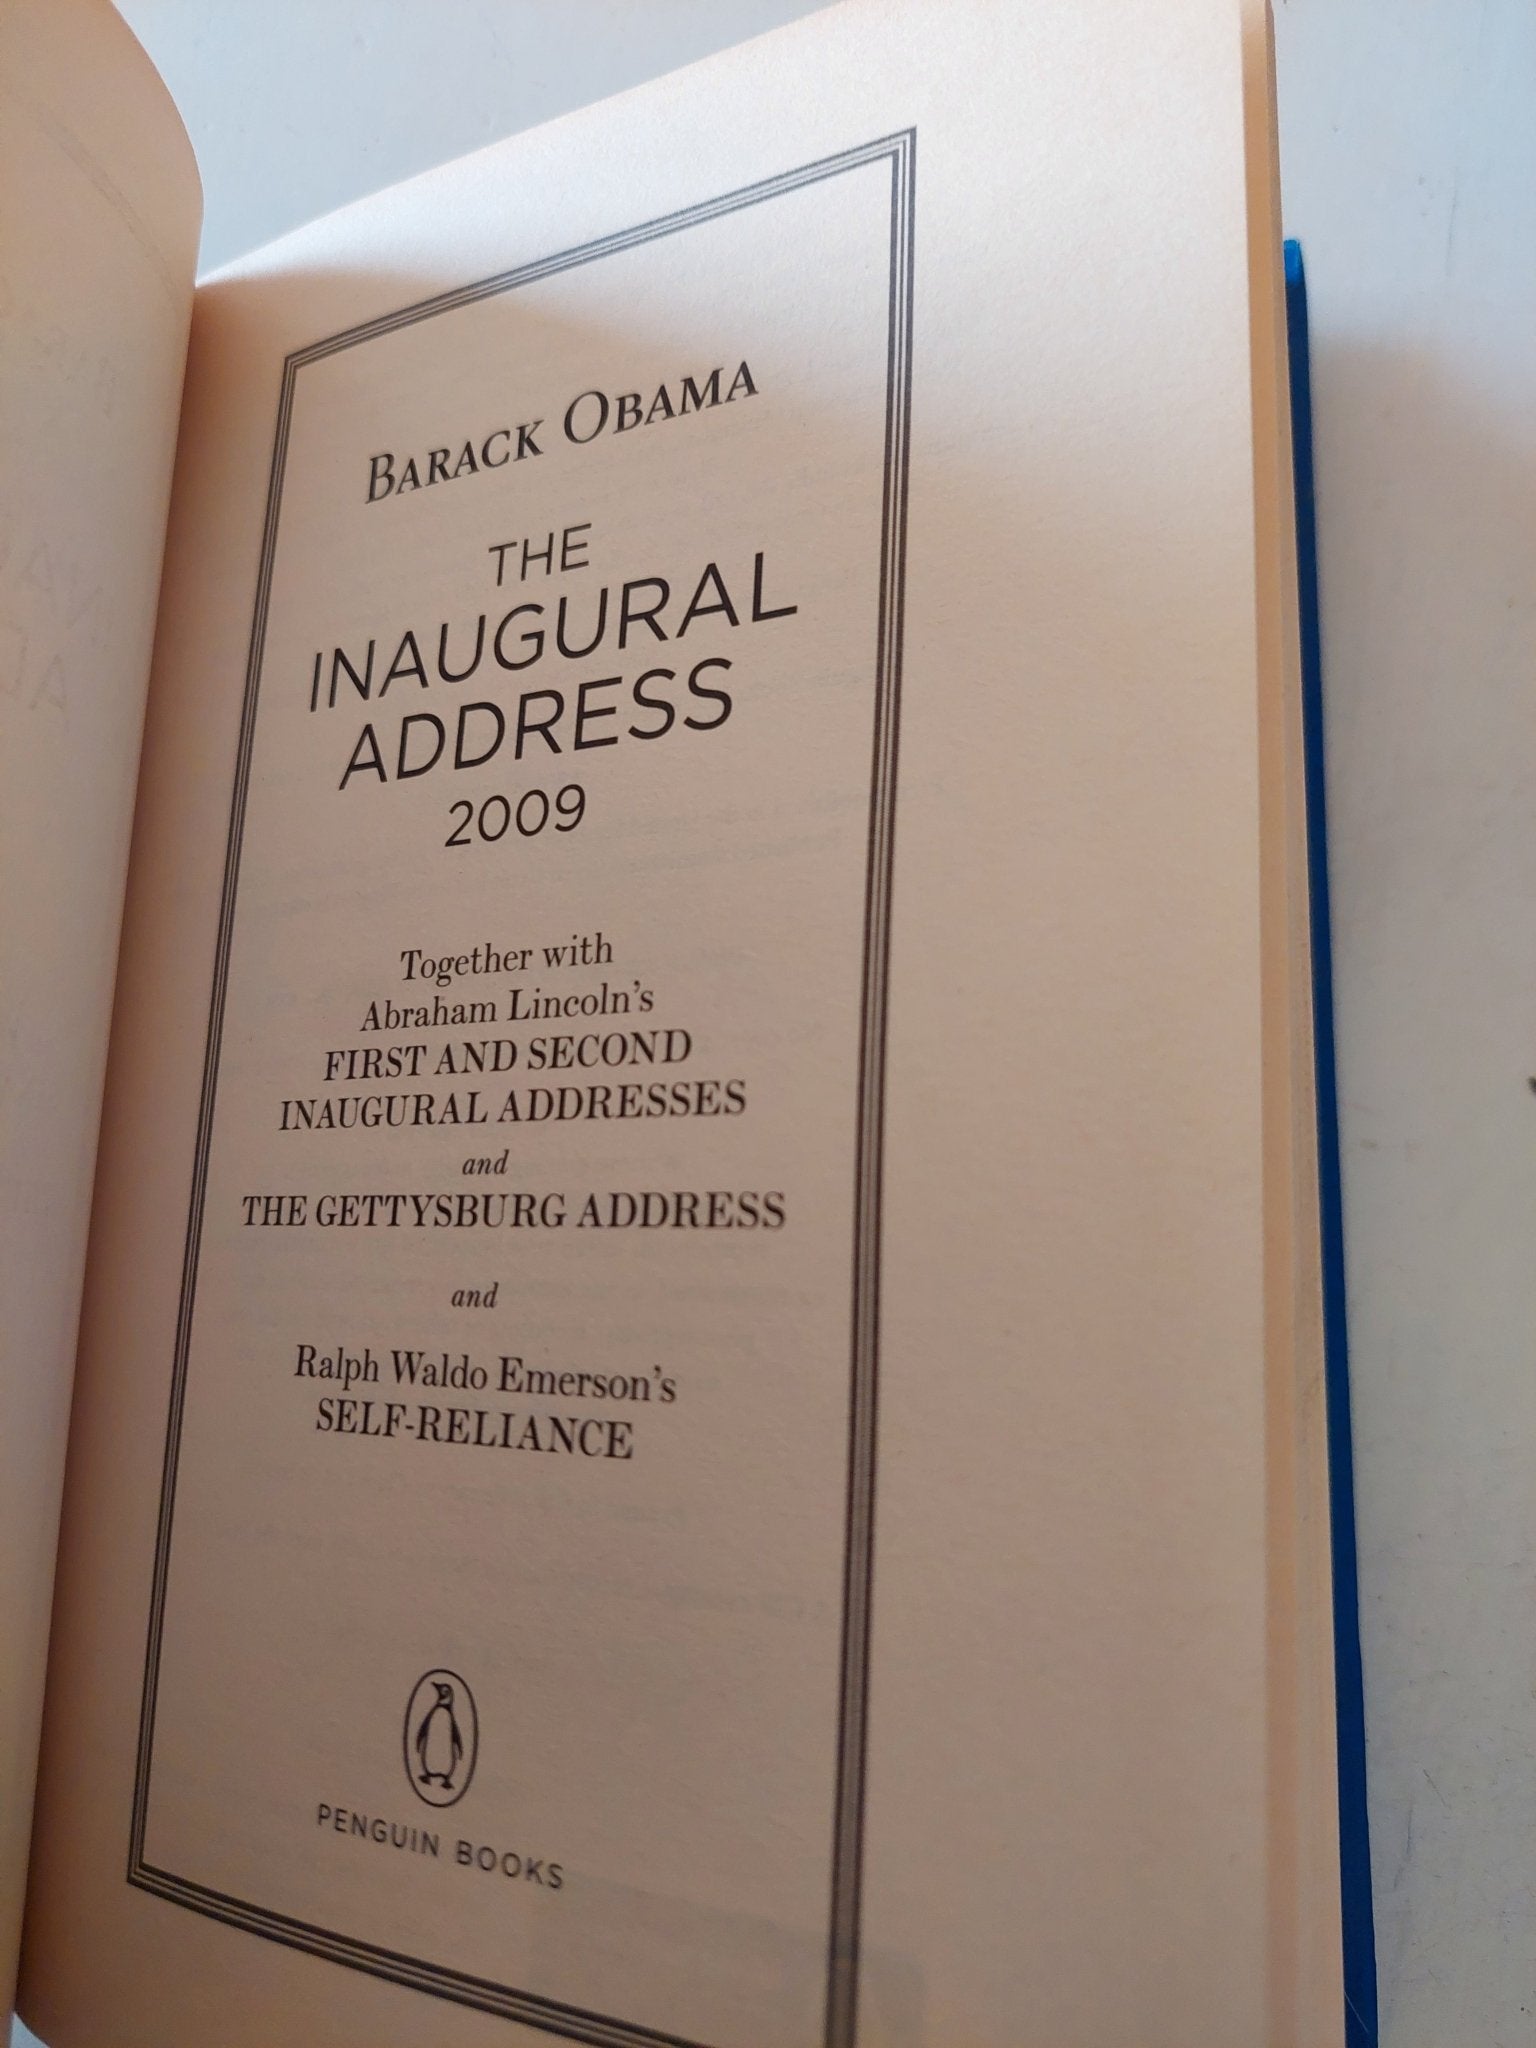 BARACK OBAMA
THE
INAUGURAL
ADDRESS
2009
Together with
Abraham Lincoln's
FIRST AND SECOND
INAUGURAL ADDRESSES
and
THE GETTYSBURG ADDRESS
and
Ralph Waldo Emerson's
SELF-RELIANCE
PENGUIN BOOKS